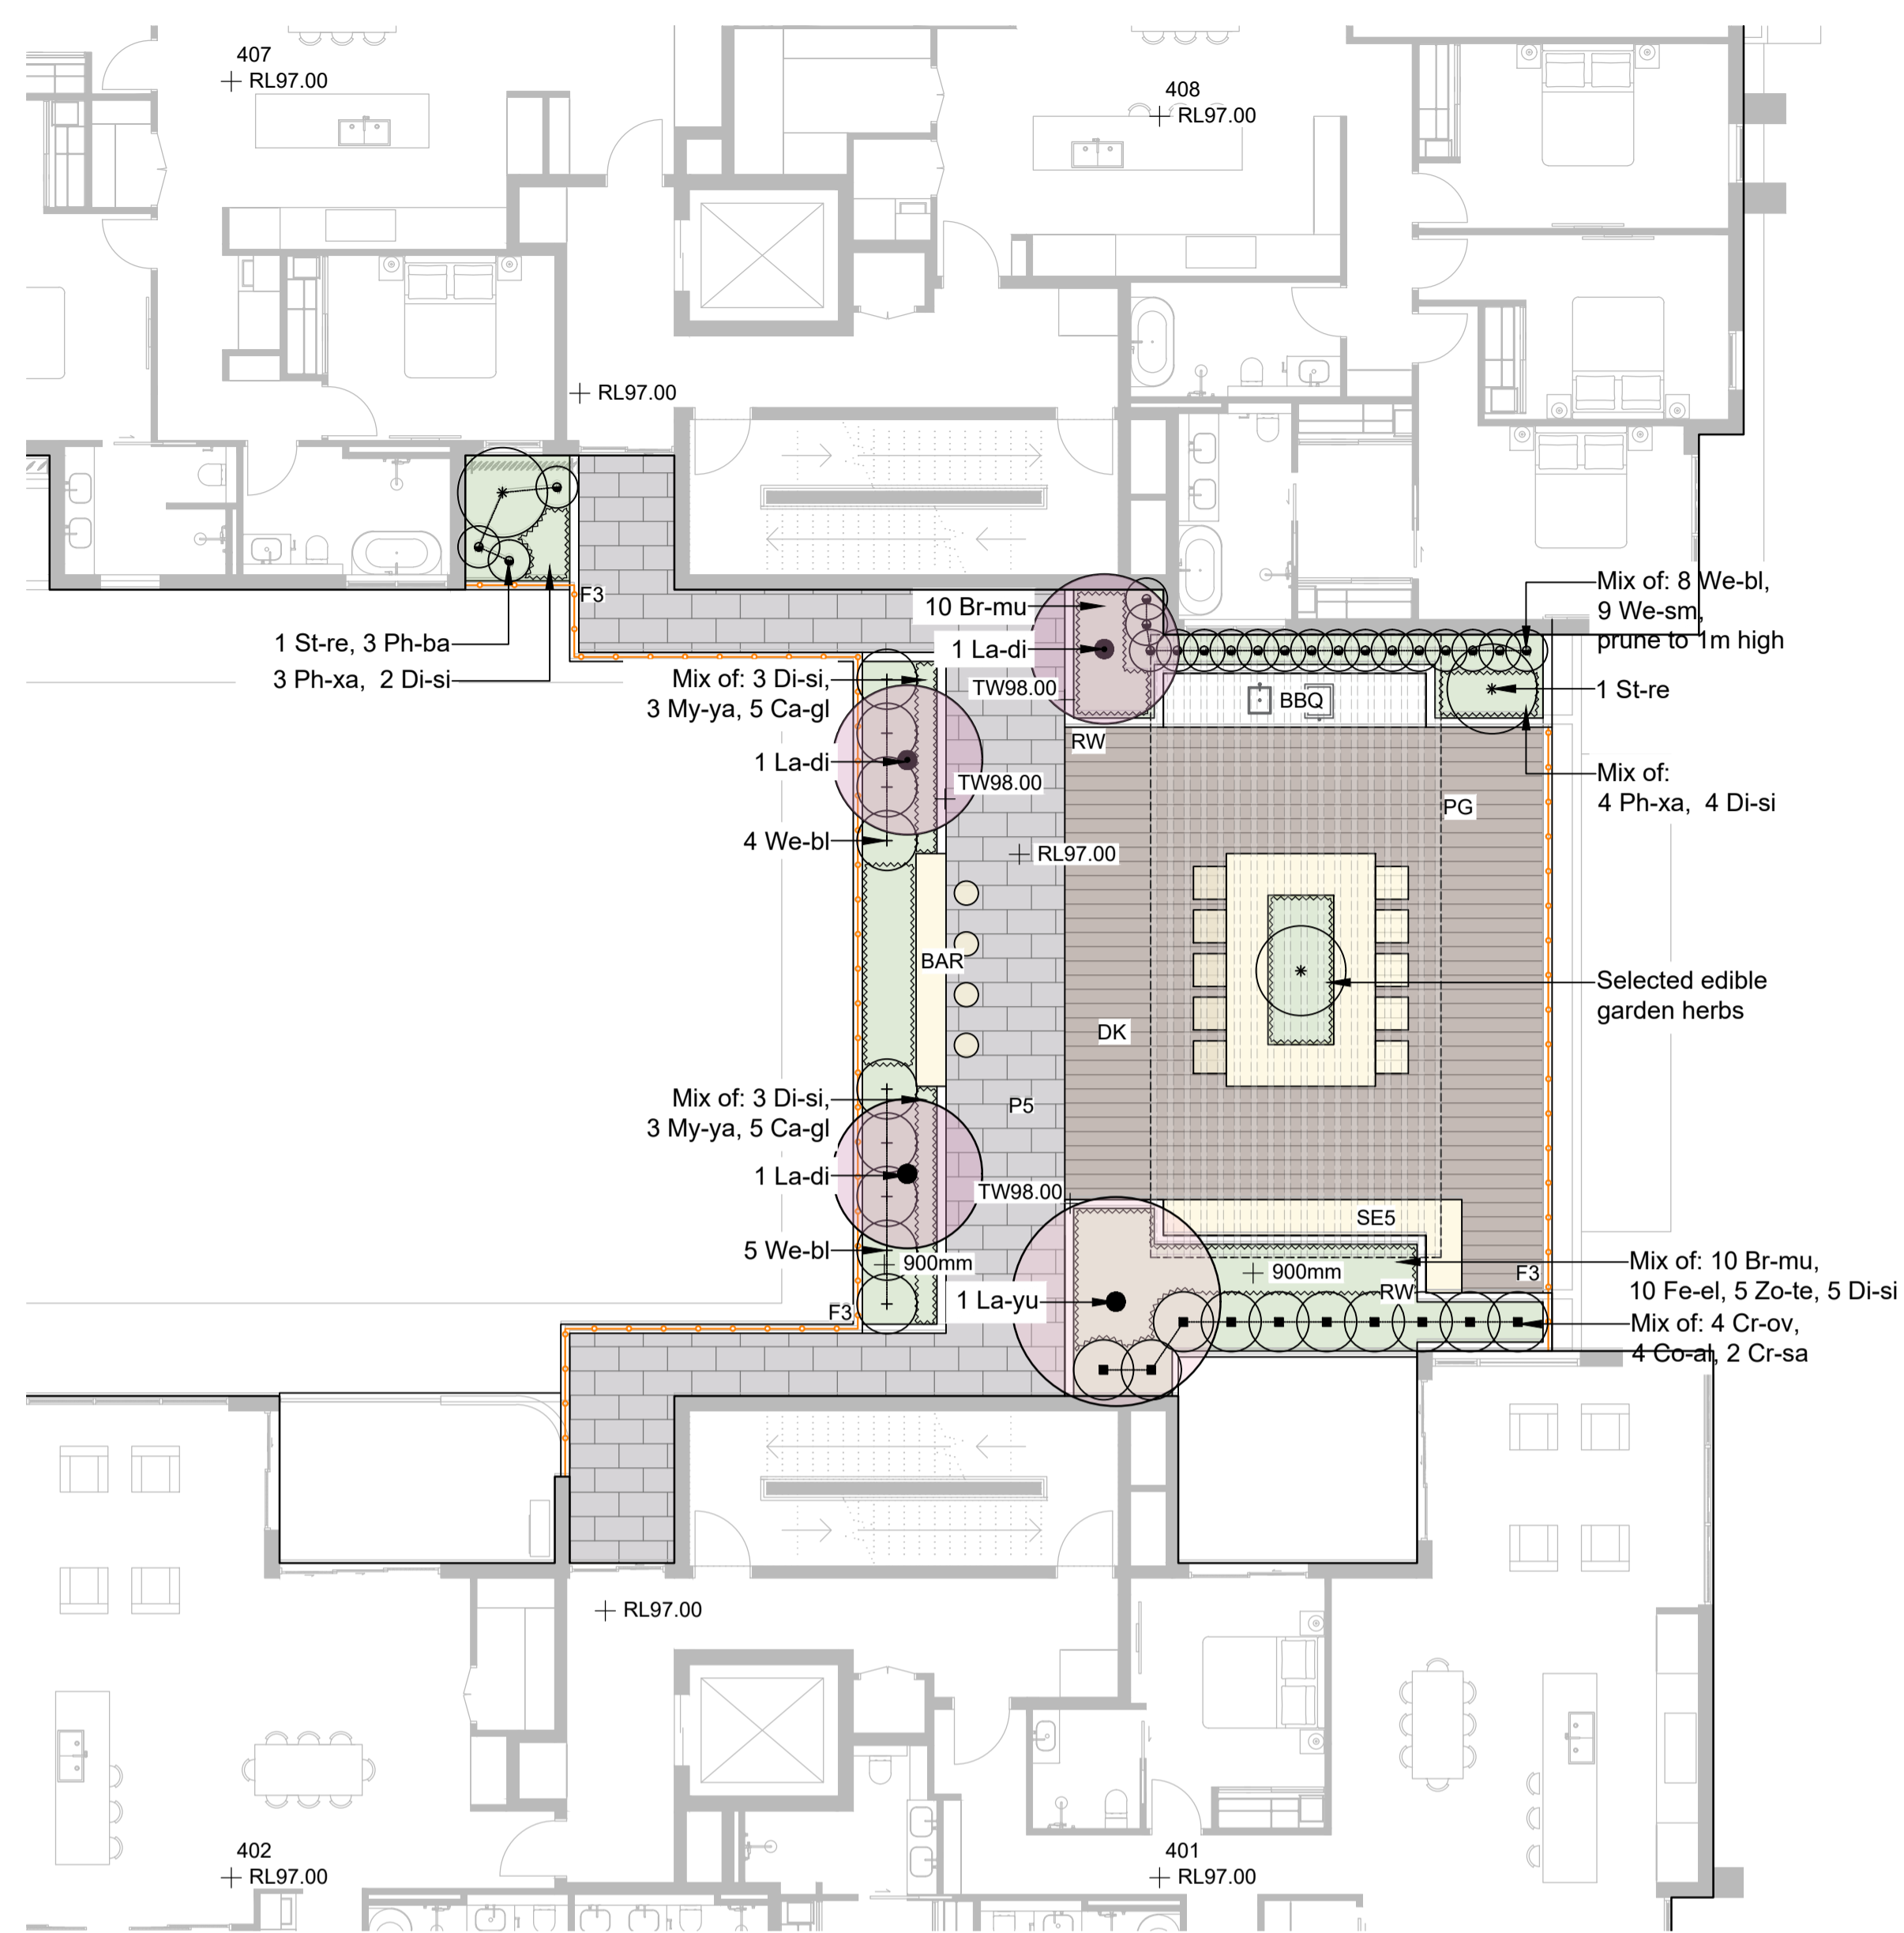 407
RL97.00
408
RL97.00
RL97.00
F3
1 St-re, 3 Ph-ba
3 Ph-xa, 2 Di-si
10 Br-mu
1 La-di
Mix of: 3 Di-si,
3 My-ya, 5 Ca-gl
TW98.00
1 La-di
TW98.00
4 We-bl
RW
BBQ
Mix of: 8 We-bl,
9 We-sm,
prune to 1m high
1 St-re
Mix of:
4 Ph-xa, 4 Di-si
PG
RL97.00
BAR
Selected edible
garden herbs
DK
P5
Mix of: 3 Di-si,
3 My-ya, 5 Ca-gl
1 La-di
TW98.00
SE5
5 We-bl
900mm
900mm
F3
RW
1 La-yu
F3
Mix of: 10 Br-mu,
10 Fe-el, 5 Zo-te, 5 Di-si
Mix of: 4 Cr-ov,
4 Co-al, 2 Cr-sa
RL97.00
402
RL97.00
401
RL97.00